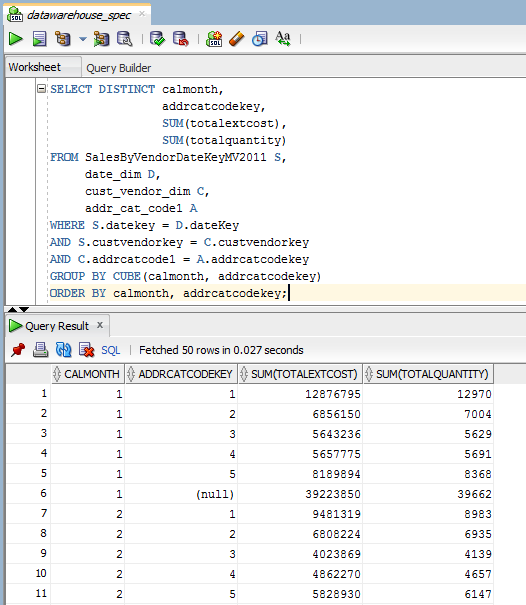 datawarehouse_spec
SQL
Aa
Worksheet Query Builder
SELECT DISTINCT calmonth,
addrcatcodekey,
SUM(totalextcost),
SUM(totalquantity)
FROM SalesByVendorDateKeyMV2011 S,
date_dim D,
cust_vendor_dim C,
addr_cat_code1 A
WHERE S.datekey = D.dateKey
AND S.custvendorkey = C.custvendorkey
AND C.addrcatcode1 = A.addrcatcodekey
GROUP BY CUBE(calmonth, addrcatcodekey)
ORDER BY calmonth, addrcatcodekey;
Query Result x
SQL | Fetched 50 rows in 0.027 seconds
CALMONTH ADDRCATCODEKEY SUM(TOTALEXTCOST) SUM(TOTALQUANTITY)
1 1 1 12876795 12970
2 1 2 6856150 7004
3 1 3 5643236 5629
4 1 4 5657775 5691
5 1 5 8189894 8368
6 1 (null) 39223850 39662
7 2 1 9481319 8983
8 2 2 6808224 6935
9 2 3 4023869 4139
10 2 4 4862270 4657
11 2 5 5828930 6147